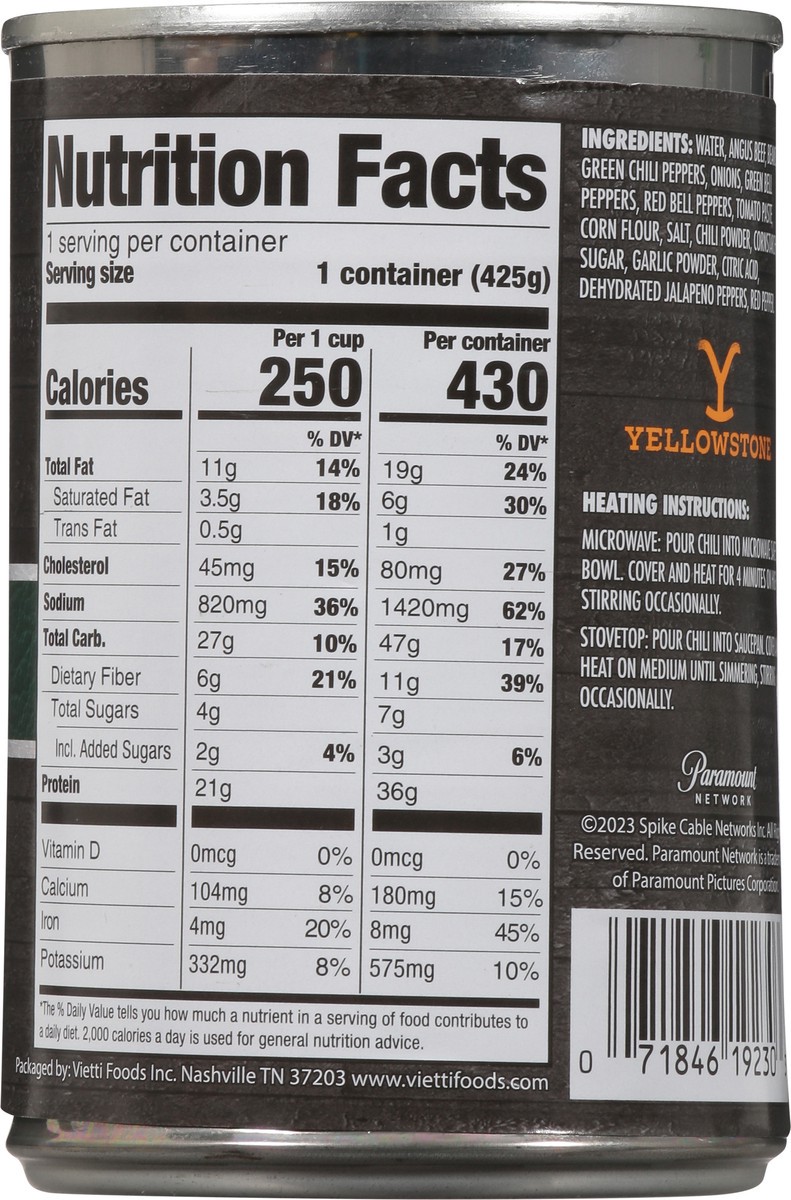 Nutrition Facts
1 serving per container
Serving size 1 container (425g)
Per 1 cup Per container
Calories 250 430
% DV* % DV*
Total Fat 11g 14% 19g 24%
Saturated Fat 3.5g 18% 6g 30%
Trans Fat 0.5g 1g
Cholesterol 45mg 15% 80mg 27%
Sodium 820mg 36% 1420mg 62%
Total Carb. 27g 10% 47g 17%
Dietary Fiber 6g 21% 11g 39%
Total Sugars 4g 7g
Incl. Added Sugars 2g 4% 3g 6%
Protein 21g 36g
Vitamin D 0mcg 0% 0mcg 0%
Calcium 104mg 8% 180mg 15%
Iron 4mg 20% 8mg 45%
Potassium 332mg 8% 575mg 10%
*The % Daily Value tells you how much a nutrient in a serving of food contributes to
a daily diet. 2,000 calories a day is used for general nutrition advice.
Packaged by: Vietti Foods Inc. Nashville TN 37203 www.viettifoods.com
INGREDIENTS: WATER, ANGUS BEEF,
GREEN CHILI PEPPERS, ONIONS, GREEN BELL
PEPPERS, RED BELL PEPPERS, TOMATO PASTE
CORN FLOUR, SALT, CHILI POWDER,
SUGAR, GARLIC POWDER, CITRIC ACID,
DEHYDRATED JALAPENO PEPPERS, RED
Y
YELLOWSTONE
HEATING INSTRUCTIONS:
MICROWAVE: POUR CHILI INTO MICROWAVE
BOWL. COVER AND HEAT FOR 4 MINUTES
STIRRING OCCASIONALLY.
STOVETOP: POUR CHILI INTO SAUCEPAN.
HEAT ON MEDIUM UNTIL SIMMERING,
OCCASIONALLY.
Paramount
NETWORK
©2023 Spike Cable Networks Inc. All
Reserved. Paramount Network is a
of Paramount Pictures Corporation
0 71846 19230